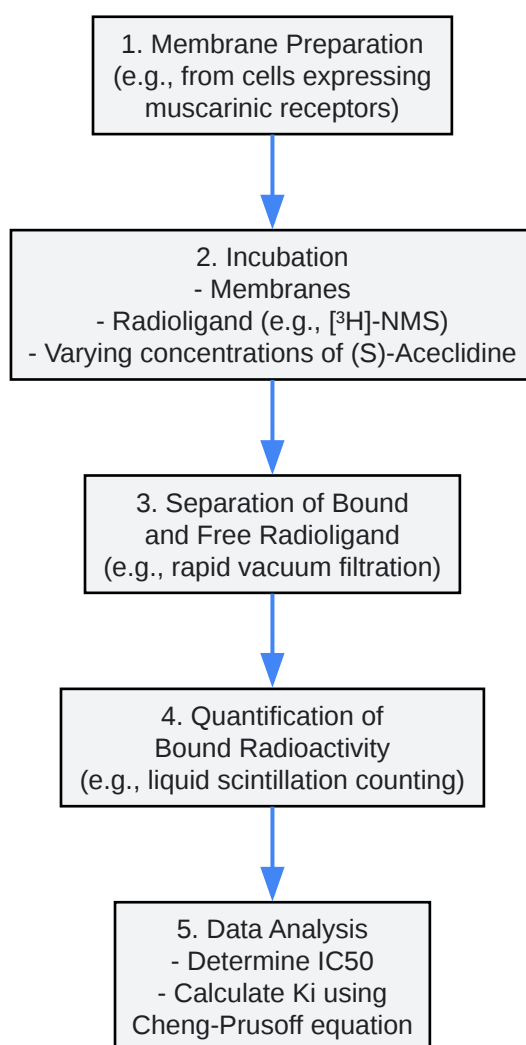 1. Membrane Preparation
(e.g., from cells expressing
muscarinic receptors)
2. Incubation
- Membranes
- Radioligand (e.g., [³H]-NMS)
- Varying concentrations of (S)-Aceclidine
3. Separation of Bound
and Free Radioligand
(e.g., rapid vacuum filtration)
4. Quantification of
Bound Radioactivity
(e.g., liquid scintillation counting)
5. Data Analysis
- Determine IC50
- Calculate Ki using
Cheng-Prusoff equation